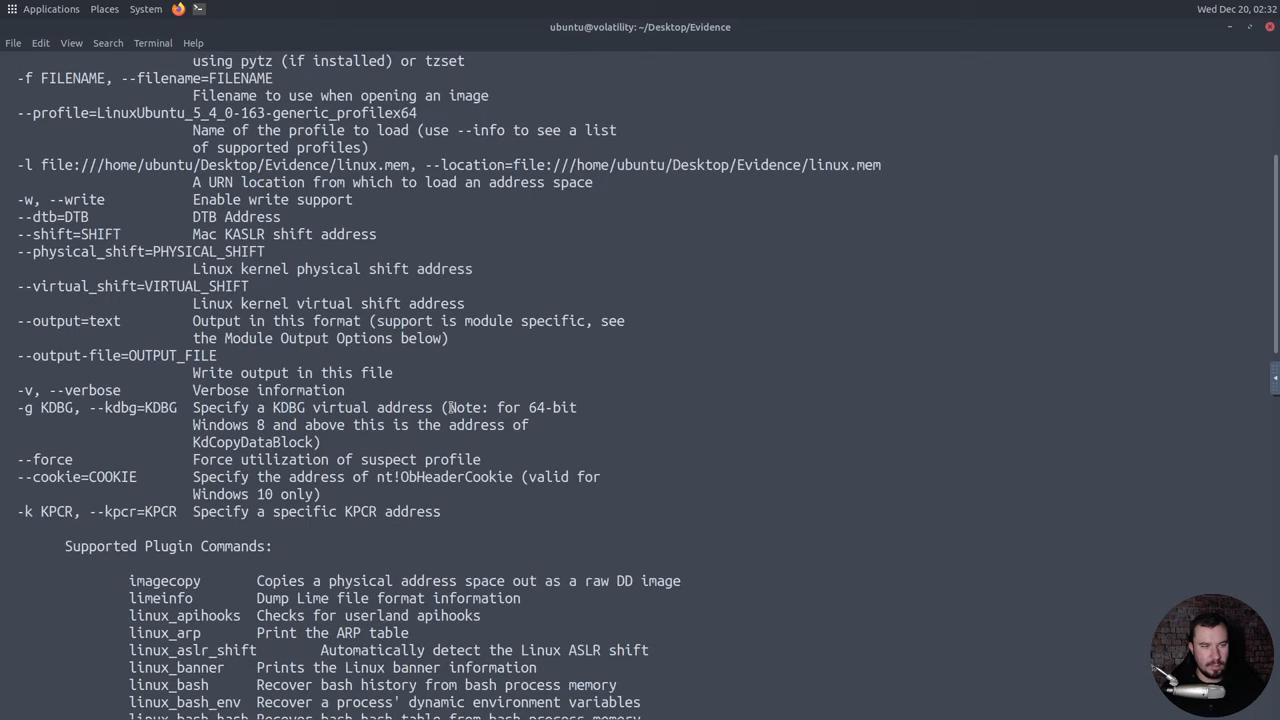 Applications Places System
Wed Dec 20, 02:32
ubuntu@volatility: ~/Desktop/Evidence
File Edit View Search Terminal Help
using pytz (if installed) or tzset
-f FILENAME, --filename=FILENAME
Filename to use when opening an image
--profile=LinuxUbuntu_5_4_0-163-generic_profilex64
Name of the profile to load (use --info to see a list
of supported profiles)
-l file:///home/ubuntu/Desktop/Evidence/linux.mem, --location=file:///home/ubuntu/Desktop/Evidence/linux.mem
A URN location from which to load an address space
-w, --write Enable write support
--dtb=DTB DTB Address
--shift=SHIFT Mac KASLR shift address
--physical_shift=PHYSICAL_SHIFT
Linux kernel physical shift address
--virtual_shift=VIRTUAL_SHIFT
Linux kernel virtual shift address
--output=text Output in this format (support is module specific, see
the Module Output Options below)
--output-file=OUTPUT_FILE
Write output in this file
-v, --verbose Verbose information
-g KDBG, --kdbg=KDBG Specify a KDBG virtual address (Note: for 64-bit
Windows 8 and above this is the address of
KdCopyDataBlock)
--force Force utilization of suspect profile
--cookie=COOKIE Specify the address of nt!ObHeaderCookie (valid for
Windows 10 only)
-k KPCR, --kpcr=KPCR Specify a specific KPCR address
Supported Plugin Commands:
imagecopy Copies a physical address space out as a raw DD image
limeinfo Dump Lime file format information
linux_apihooks Checks for userland apihooks
linux_arp Print the ARP table
linux_aslr_shift Automatically detect the Linux ASLR shift
linux_banner Prints the Linux banner information
linux_bash Recover bash history from bash process memory
linux_bash_env Recover a process' dynamic environment variables
linux_bash_hash Recover bash hash table from bash process memory